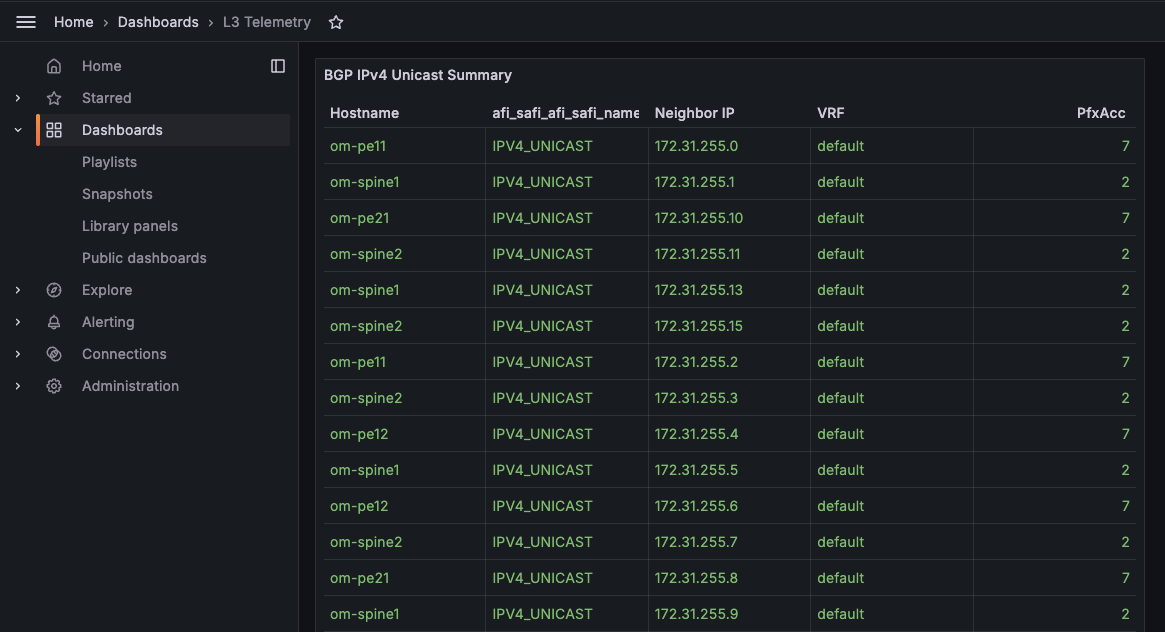 Home › Dashboards › L3 Telemetry
Home
Starred
Dashboards
Playlists
Snapshots
Library panels
Public dashboards
Explore
Alerting
Connections
Administration
BGP IPv4 Unicast Summary
Hostname afi_safi_afi_safi_name Neighbor IP VRF PfxAcc
om-pe11 IPV4_UNICAST 172.31.255.0 default 7
om-spine1 IPV4_UNICAST 172.31.255.1 default 2
om-pe21 IPV4_UNICAST 172.31.255.10 default 7
om-spine2 IPV4_UNICAST 172.31.255.11 default 2
om-spine1 IPV4_UNICAST 172.31.255.13 default 2
om-spine2 IPV4_UNICAST 172.31.255.15 default 2
om-pe11 IPV4_UNICAST 172.31.255.2 default 7
om-spine2 IPV4_UNICAST 172.31.255.3 default 2
om-pe12 IPV4_UNICAST 172.31.255.4 default 7
om-spine1 IPV4_UNICAST 172.31.255.5 default 2
om-pe12 IPV4_UNICAST 172.31.255.6 default 7
om-spine2 IPV4_UNICAST 172.31.255.7 default 2
om-pe21 IPV4_UNICAST 172.31.255.8 default 7
om-spine1 IPV4_UNICAST 172.31.255.9 default 2